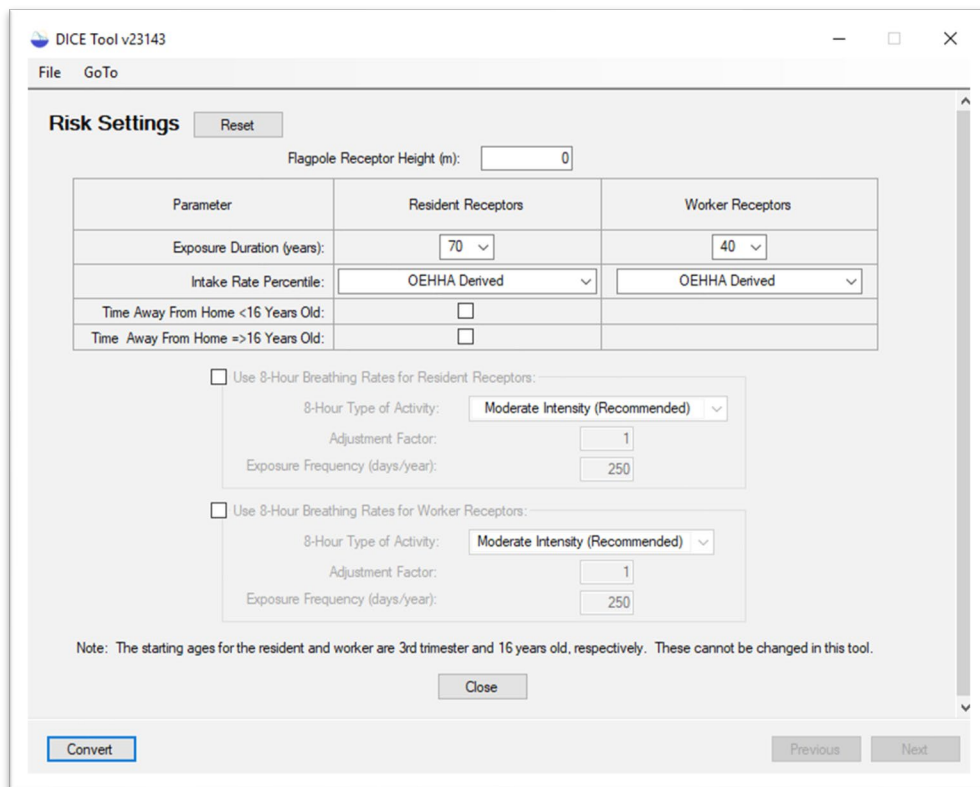 DICE Tool v23143
File GoTo
Risk Settings Reset
Flagpole Receptor Height (m): 0
Parameter Resident Receptors Worker Receptors
Exposure Duration (years): 70 40
Intake Rate Percentile: OEHHA Derived OEHHA Derived
Time Away From Home <16 Years Old:
Time Away From Home =>16 Years Old:
Use 8-Hour Breathing Rates for Resident Receptors:
8-Hour Type of Activity: Moderate Intensity (Recommended)
Adjustment Factor: 1
Exposure Frequency (days/year): 250
Use 8-Hour Breathing Rates for Worker Receptors:
8-Hour Type of Activity: Moderate Intensity (Recommended)
Adjustment Factor: 1
Exposure Frequency (days/year): 250
Note: The starting ages for the resident and worker are 3rd trimester and 16 years old, respectively. These cannot be changed in this tool.
Close
Convert Previous Next